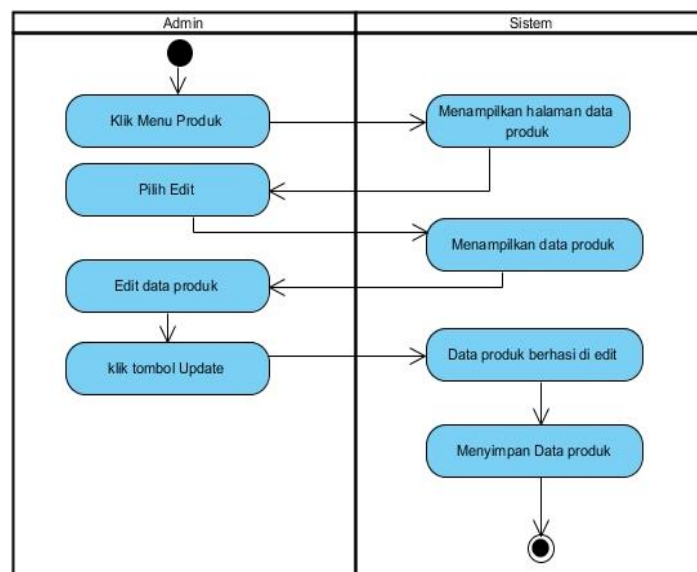 Admin
Sistem
Klik Menu Produk
Menampilkan halaman data
produk
Pilih Edit
Menampilkan data produk
Edit data produk
klik tombol Update
Data produk berhasi di edit
Menyimpan Data produk